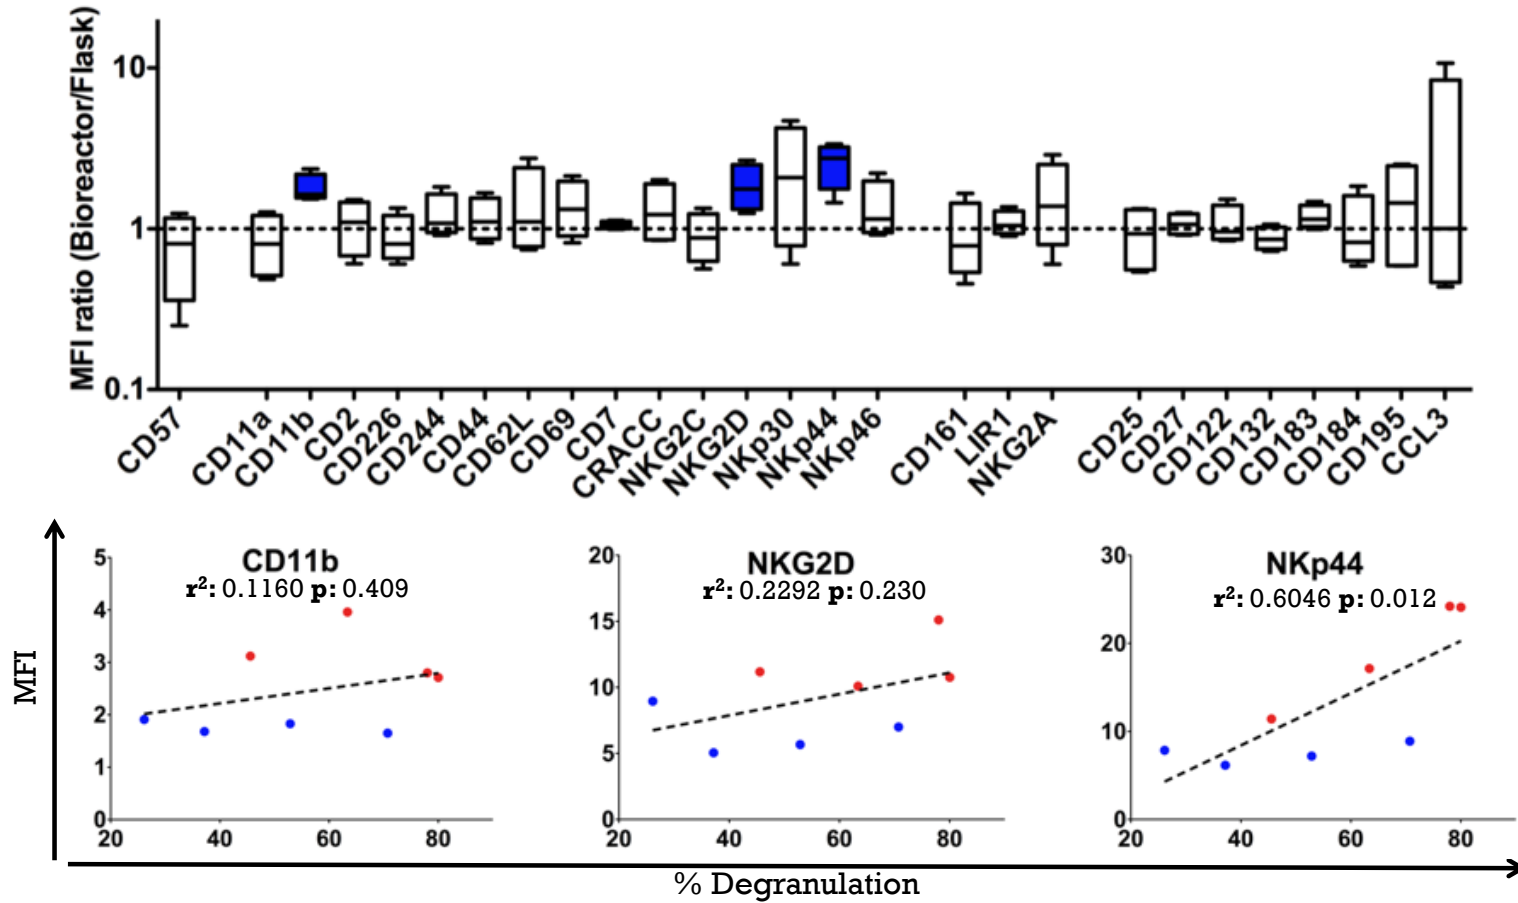 MFI ratio (Bioreactor/Flask)
10
1
0.1
CD57 CD11a CD11b CD2 CD226 CD244 CD44 CD62L CD69 CD7 CRACC NKG2C NKG2D NKp30 NKp44 NKp46 CD161 LIR1 NKG2A CD25 CD27 CD122 CD132 CD183 CD184 CD195 CCL3
MFI
CD11b
r²: 0.1160 p: 0.409
5
4
3
2
1
0
20 40 60 80
NKG2D
r²: 0.2292 p: 0.230
20
15
10
5
0
20 40 60 80
NKp44
r²: 0.6046 p: 0.012
30
20
10
0
20 40 60 80
% Degranulation